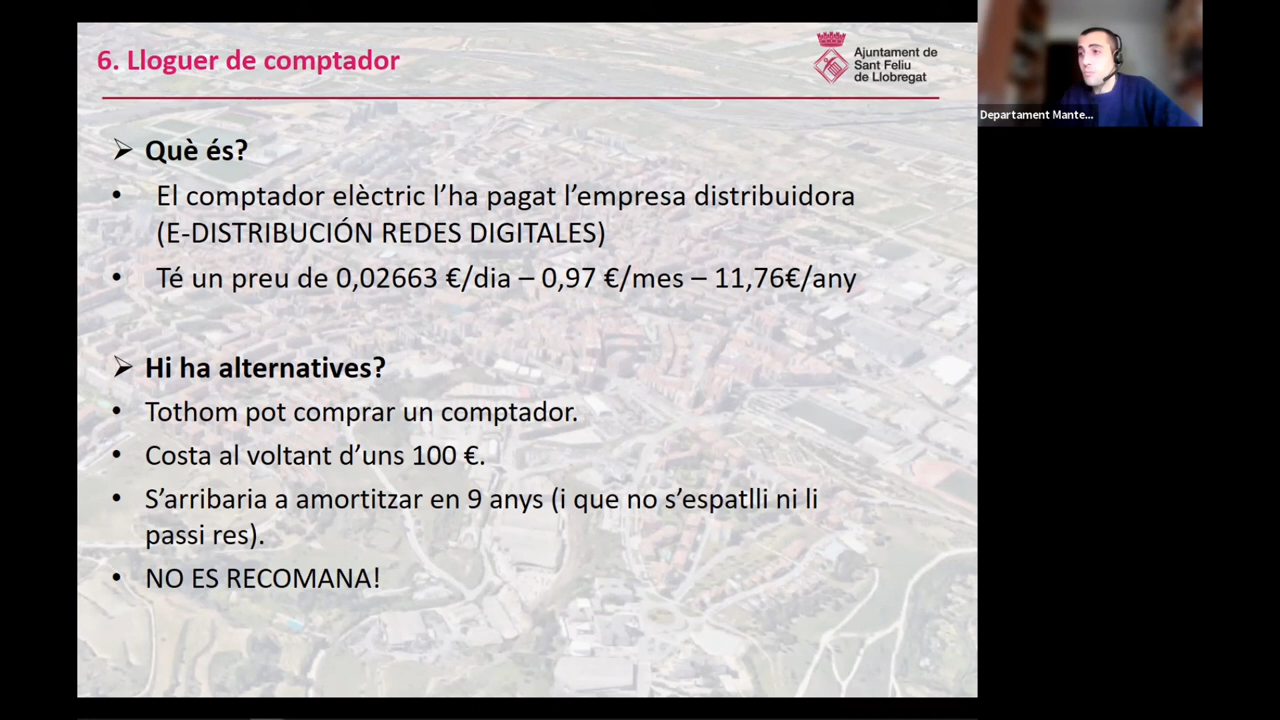 6. Lloguer de comptador
Ajuntament de
Sant Feliu
de Llobregat
Departament Mante...
➢ Què és?
• El comptador elèctric l’ha pagat l’empresa distribuidora
(E-DISTRIBUCIÓN REDES DIGITALES)
• Té un preu de 0,02663 €/dia – 0,97 €/mes – 11,76€/any
➢ Hi ha alternatives?
• Tothom pot comprar un comptador.
• Costa al voltant d’uns 100 €.
• S’arribaria a amortitzar en 9 anys (i que no s’espatlli ni li
passi res).
• NO ES RECOMANA!